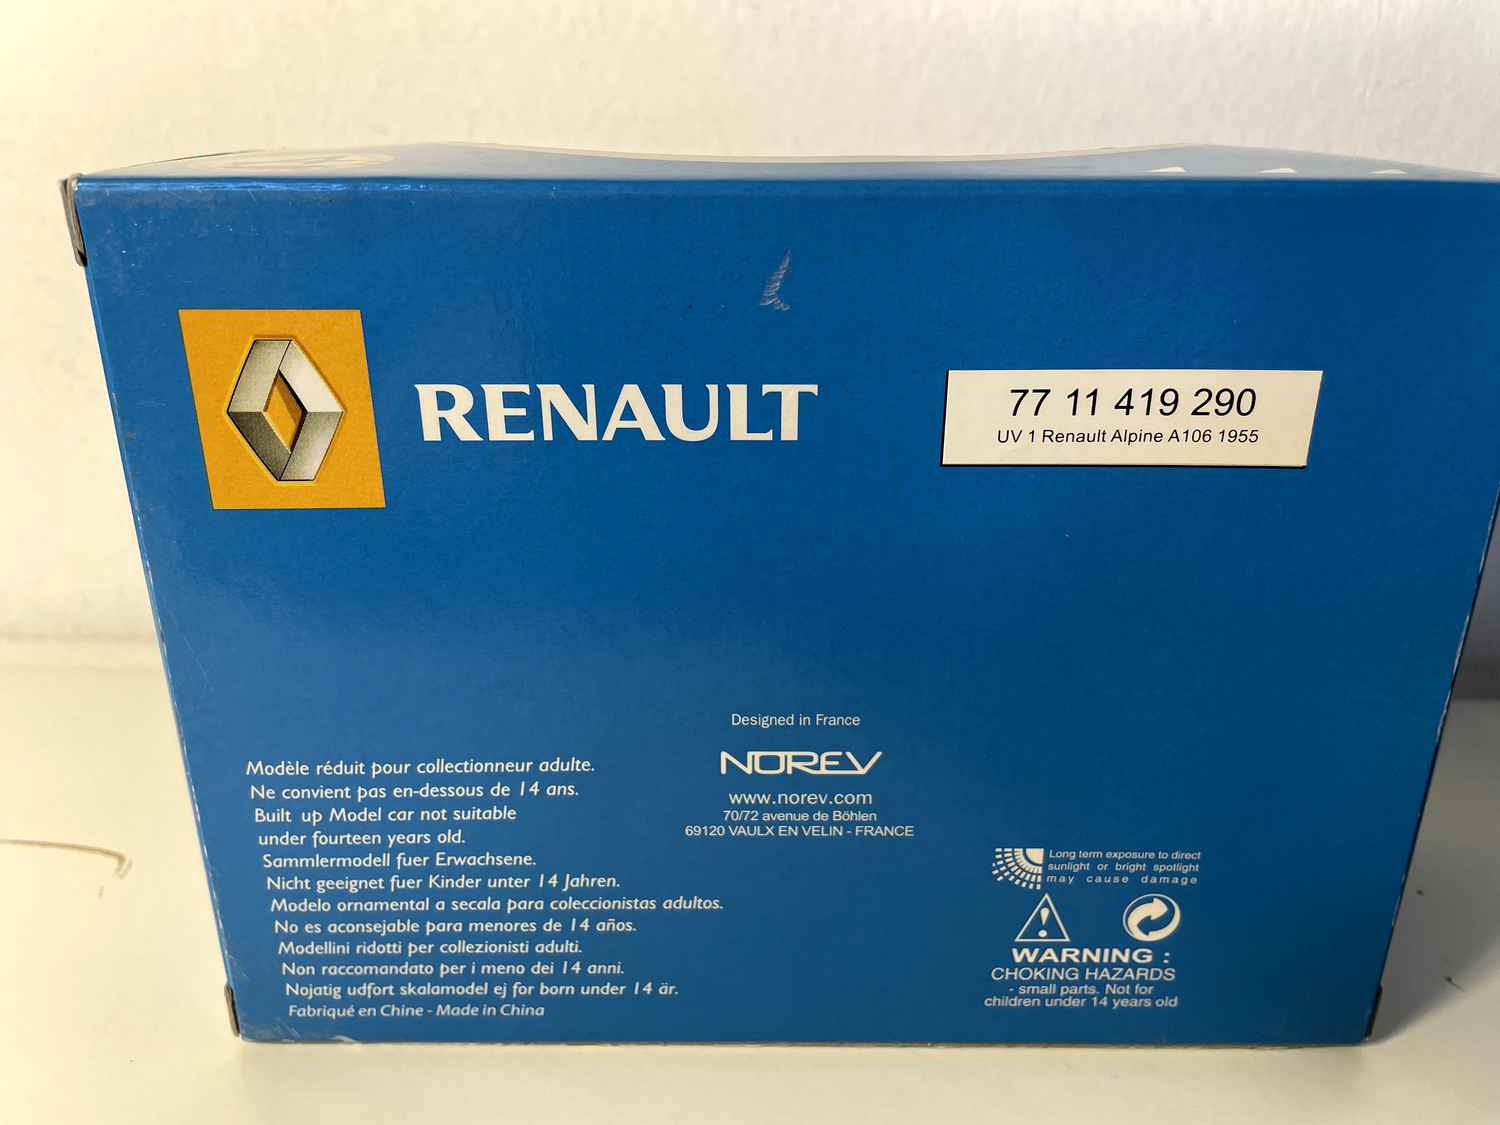 RENAULT
77 11 419 290
UV 1 Renault Alpine A106 1955
Designed in France
NOREV
www.norev.com
70/72 avenue de Böhlen
69120 VAULX EN VELIN - FRANCE
Modèle réduit pour collectionneur adulte.
Ne convient pas en-dessous de 14 ans.
Built up Model car not suitable
under fourteen years old.
Sammlermodell fuer Erwachsene.
Nicht geeignet fuer Kinder unter 14 Jahren.
Modelo ornamental a secala para coleccionistas adultos.
No es aconsejable para menores de 14 años.
Modellini ridotti per collezionisti adulti.
Non raccomandato per i meno dei 14 anni.
Nojatig udfort skalamodel ej for born under 14 år.
Fabriqué en Chine - Made in China
Long term exposure to direct
sunlight or bright spotlight
may cause damage
WARNING :
CHOKING HAZARDS
- small parts. Not for
children under 14 years old